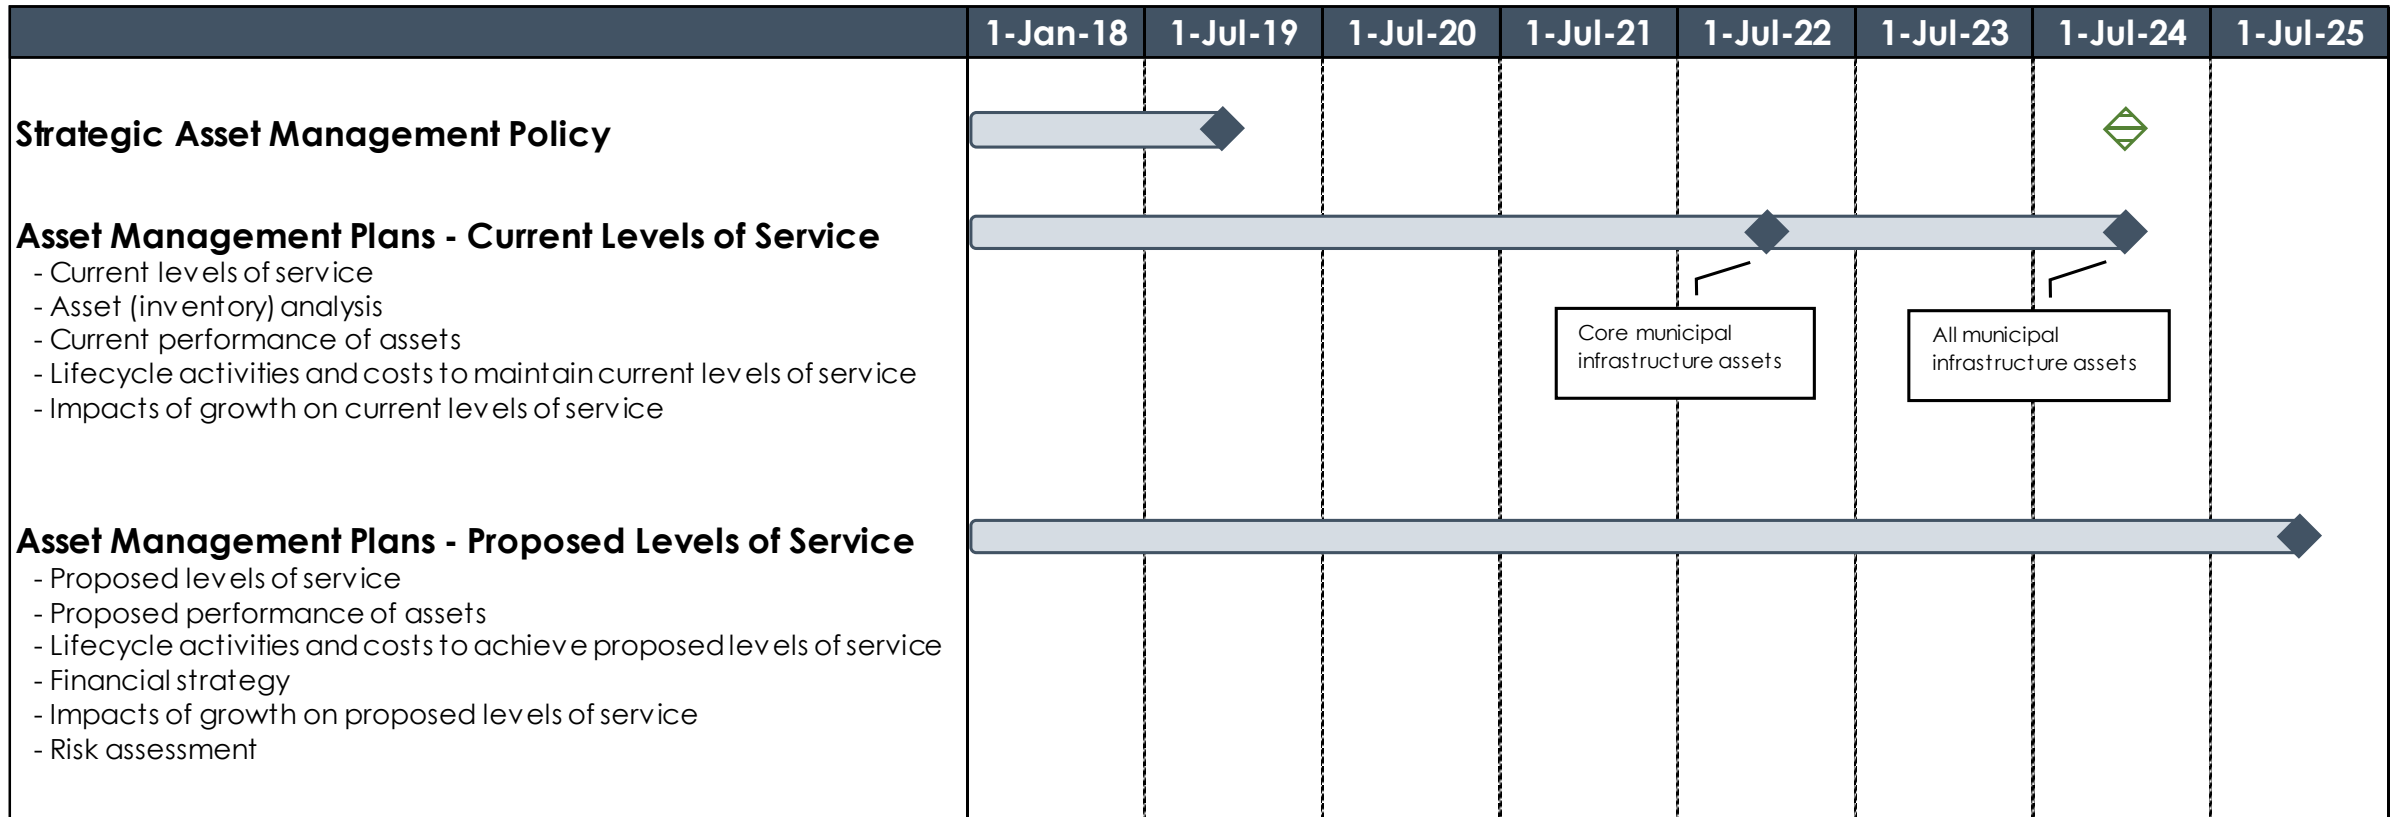 1-Jan-18 1-Jul-19 1-Jul-20 1-Jul-21 1-Jul-22 1-Jul-23 1-Jul-24 1-Jul-25
Strategic Asset Management Policy
Asset Management Plans - Current Levels of Service
- Current levels of service
- Asset (inventory) analysis
- Current performance of assets
- Lifecycle activities and costs to maintain current levels of service
- Impacts of growth on current levels of service
Core municipal
infrastructure assets
All municipal
infrastructure assets
Asset Management Plans - Proposed Levels of Service
- Proposed levels of service
- Proposed performance of assets
- Lifecycle activities and costs to achieve proposed levels of service
- Financial strategy
- Impacts of growth on proposed levels of service
- Risk assessment